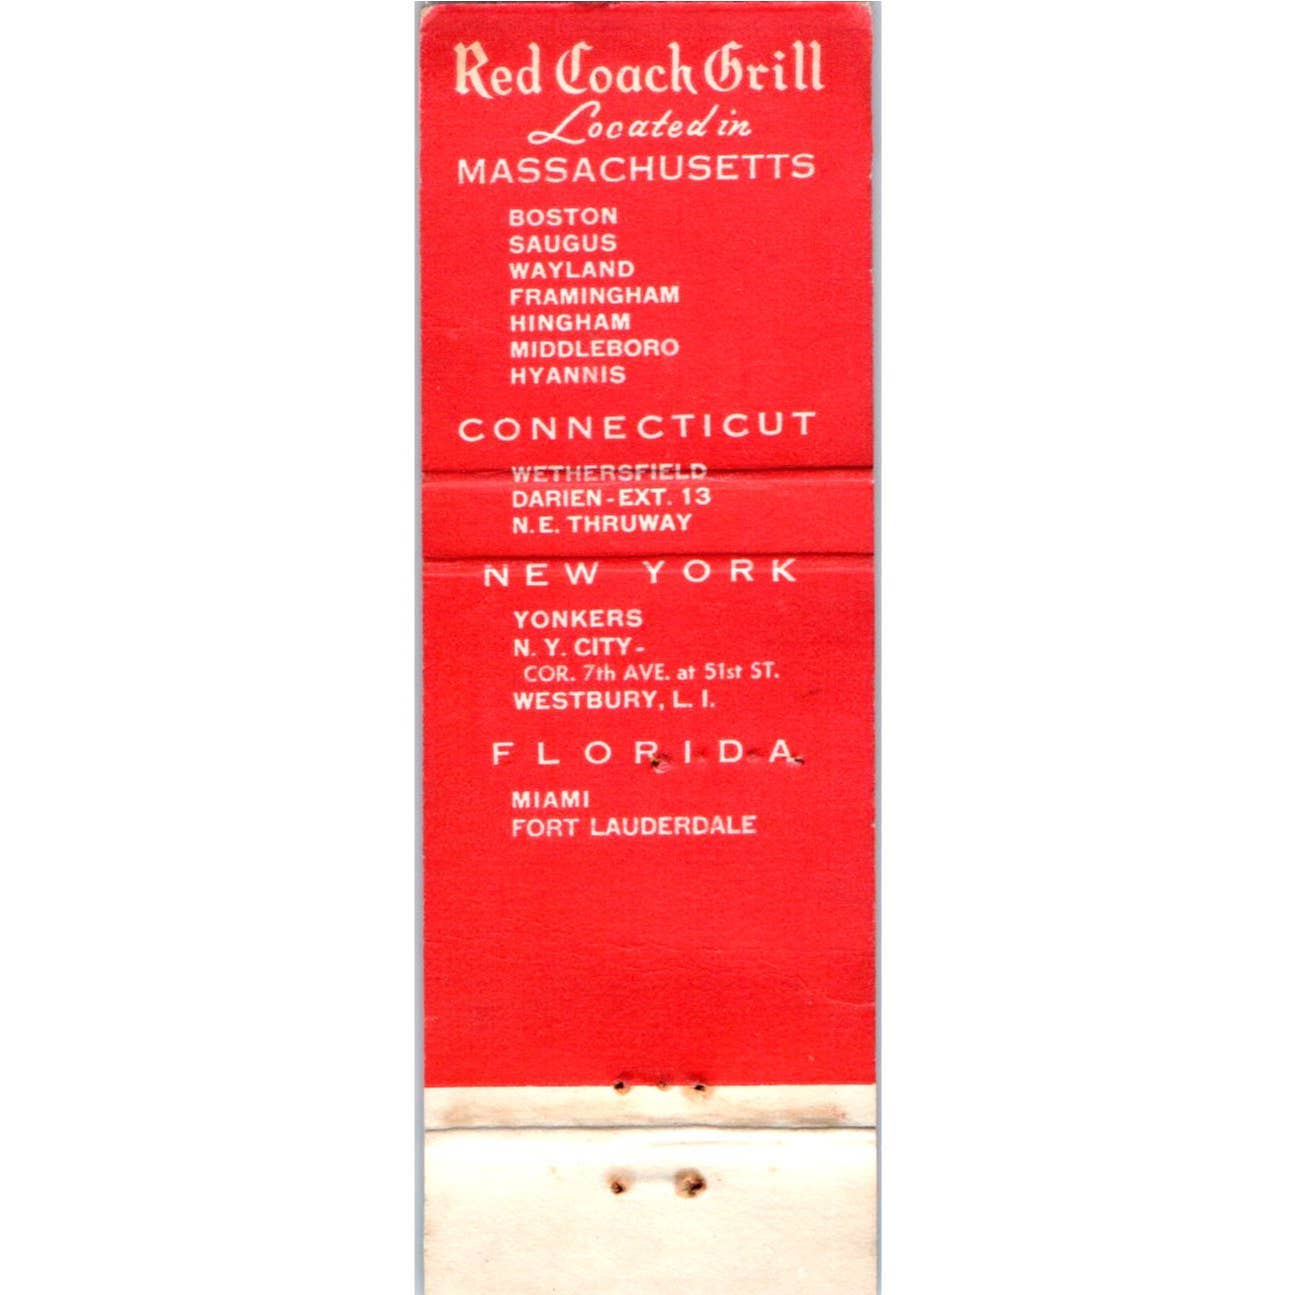 Red Coach Grill
Located in
MASSACHUSETTS
BOSTON
SAUGUS
WAYLAND
FRAMINGHAM
HINGHAM
MIDDLEBORO
HYANNIS
CONNECTICUT
WETHERSFIELD
DARIEN - EXT. 13
N. E. THRUWAY
NEW YORK
YONKERS
N. Y. CITY -
COR. 7th AVE. at 51st ST.
WESTBURY, L. I.
FLORIDA
MIAMI
FORT LAUDERDALE